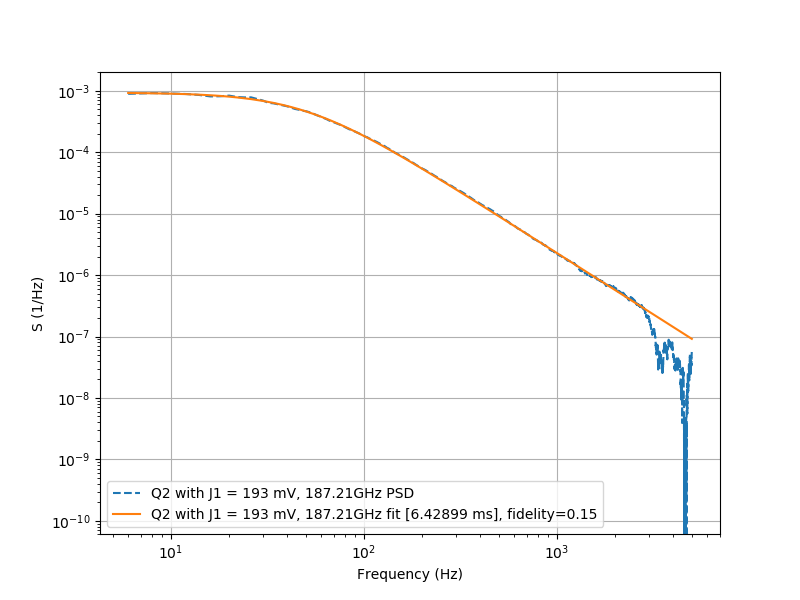 10⁻³
10⁻⁴
10⁻⁵
10⁻⁶
10⁻⁷
10⁻⁸
10⁻⁹
10⁻¹⁰
S (1/Hz)
Q2 with J1 = 193 mV, 187.21GHz PSD
Q2 with J1 = 193 mV, 187.21GHz fit [6.42899 ms], fidelity=0.15
10¹ 10² 10³
Frequency (Hz)